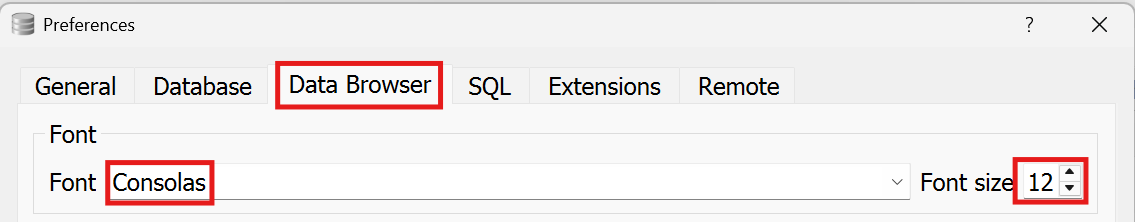 Preferences
General Database Data Browser SQL Extensions Remote
Font
Font Consolas Font size 12